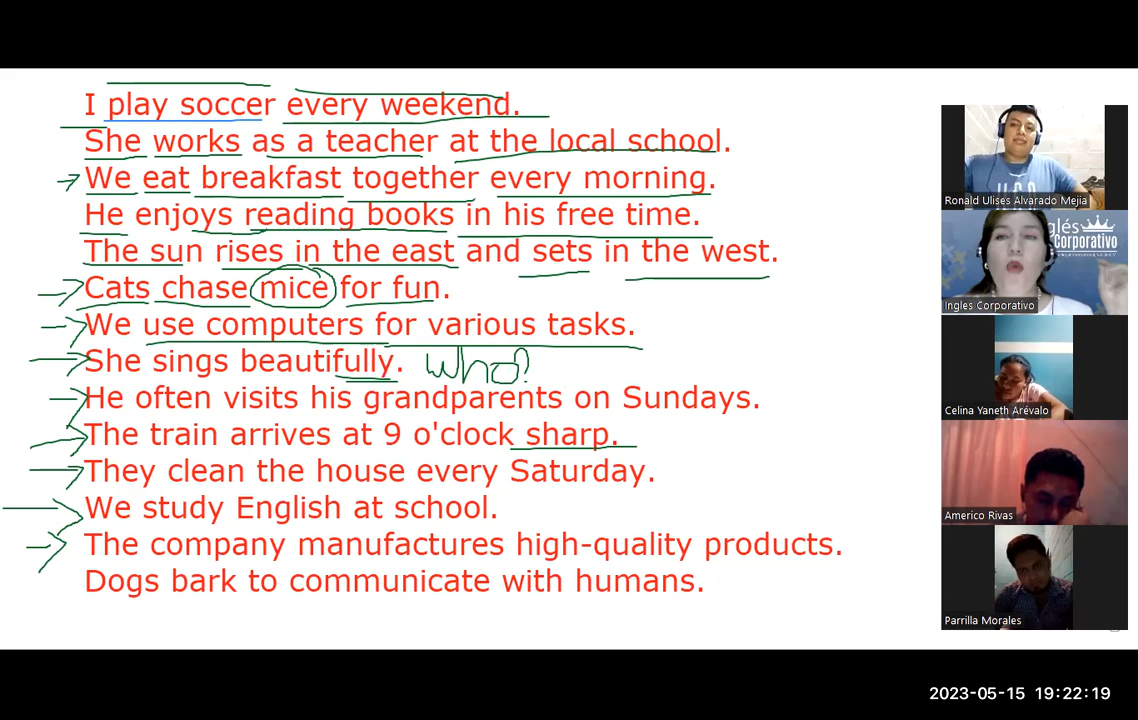 I play soccer every weekend.
She works as a teacher at the local school.
We eat breakfast together every morning.
He enjoys reading books in his free time.
The sun rises in the east and sets in the west.
Cats chase mice for fun.
We use computers for various tasks.
She sings beautifully. Who?
He often visits his grandparents on Sundays.
The train arrives at 9 o'clock sharp.
They clean the house every Saturday.
We study English at school.
The company manufactures high-quality products.
Dogs bark to communicate with humans.
Ronald Ulises Alvarado Mejia
glés
Corporativo
Ingles Corporativo
Celina Yaneth Arévalo
Americo Rivas
Parrilla Morales
2023-05-15 19:22:19